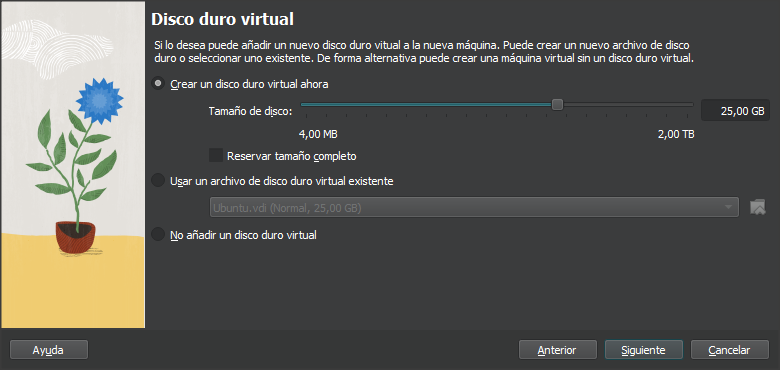 Disco duro virtual
Si lo desea puede añadir un nuevo disco duro vitual a la nueva máquina. Puede crear un nuevo archivo de disco
duro o seleccionar uno existente. De forma alternativa puede crear una máquina virtual sin un disco duro virtual.
Crear un disco duro virtual ahora
Tamaño de disco:
25,00 GB
4,00 MB
2,00 TB
Reservar tamaño completo
Usar un archivo de disco duro virtual existente
Ubuntu.vdi (Normal, 25,00 GB)
No añadir un disco duro virtual
Ayuda
Anterior
Siguiente
Cancelar